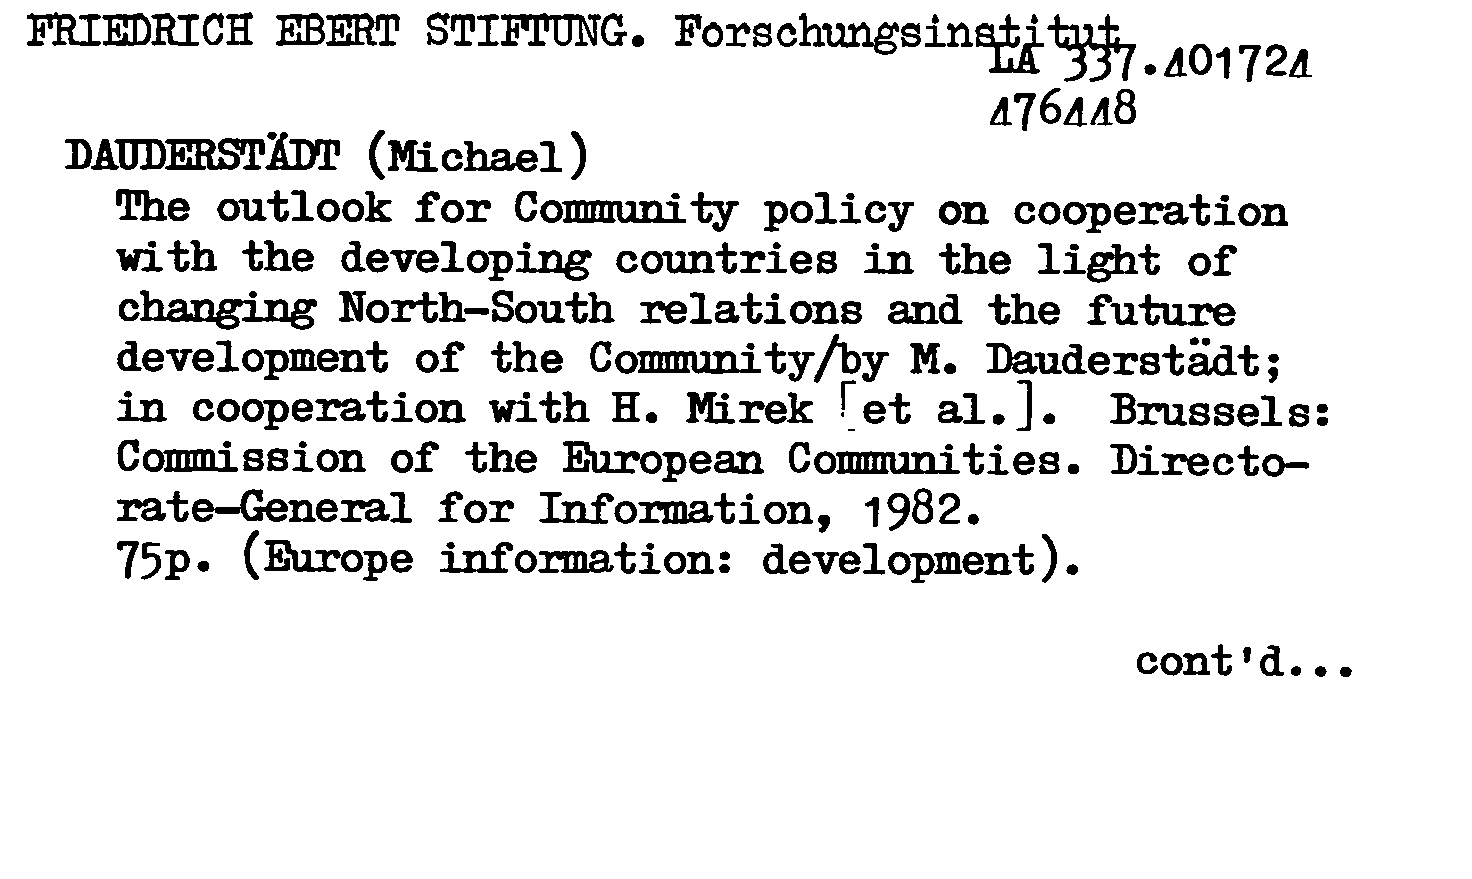 FRIEDRICH EBERT STIFTUNG. Forschungsinstitut
LA 337.401724
476448
DAUDERSTÄDT (Michael)
The outlook for Community policy on cooperation
with the developing countries in the light of
changing North-South relations and the future
development of the Community/by M. Dauderstädt;
in cooperation with H. Mirek [et al.]. Brussels:
Commission of the European Communities. Directo-
rate-General for Information, 1982.
75p. (Europe information: development).
cont'd...